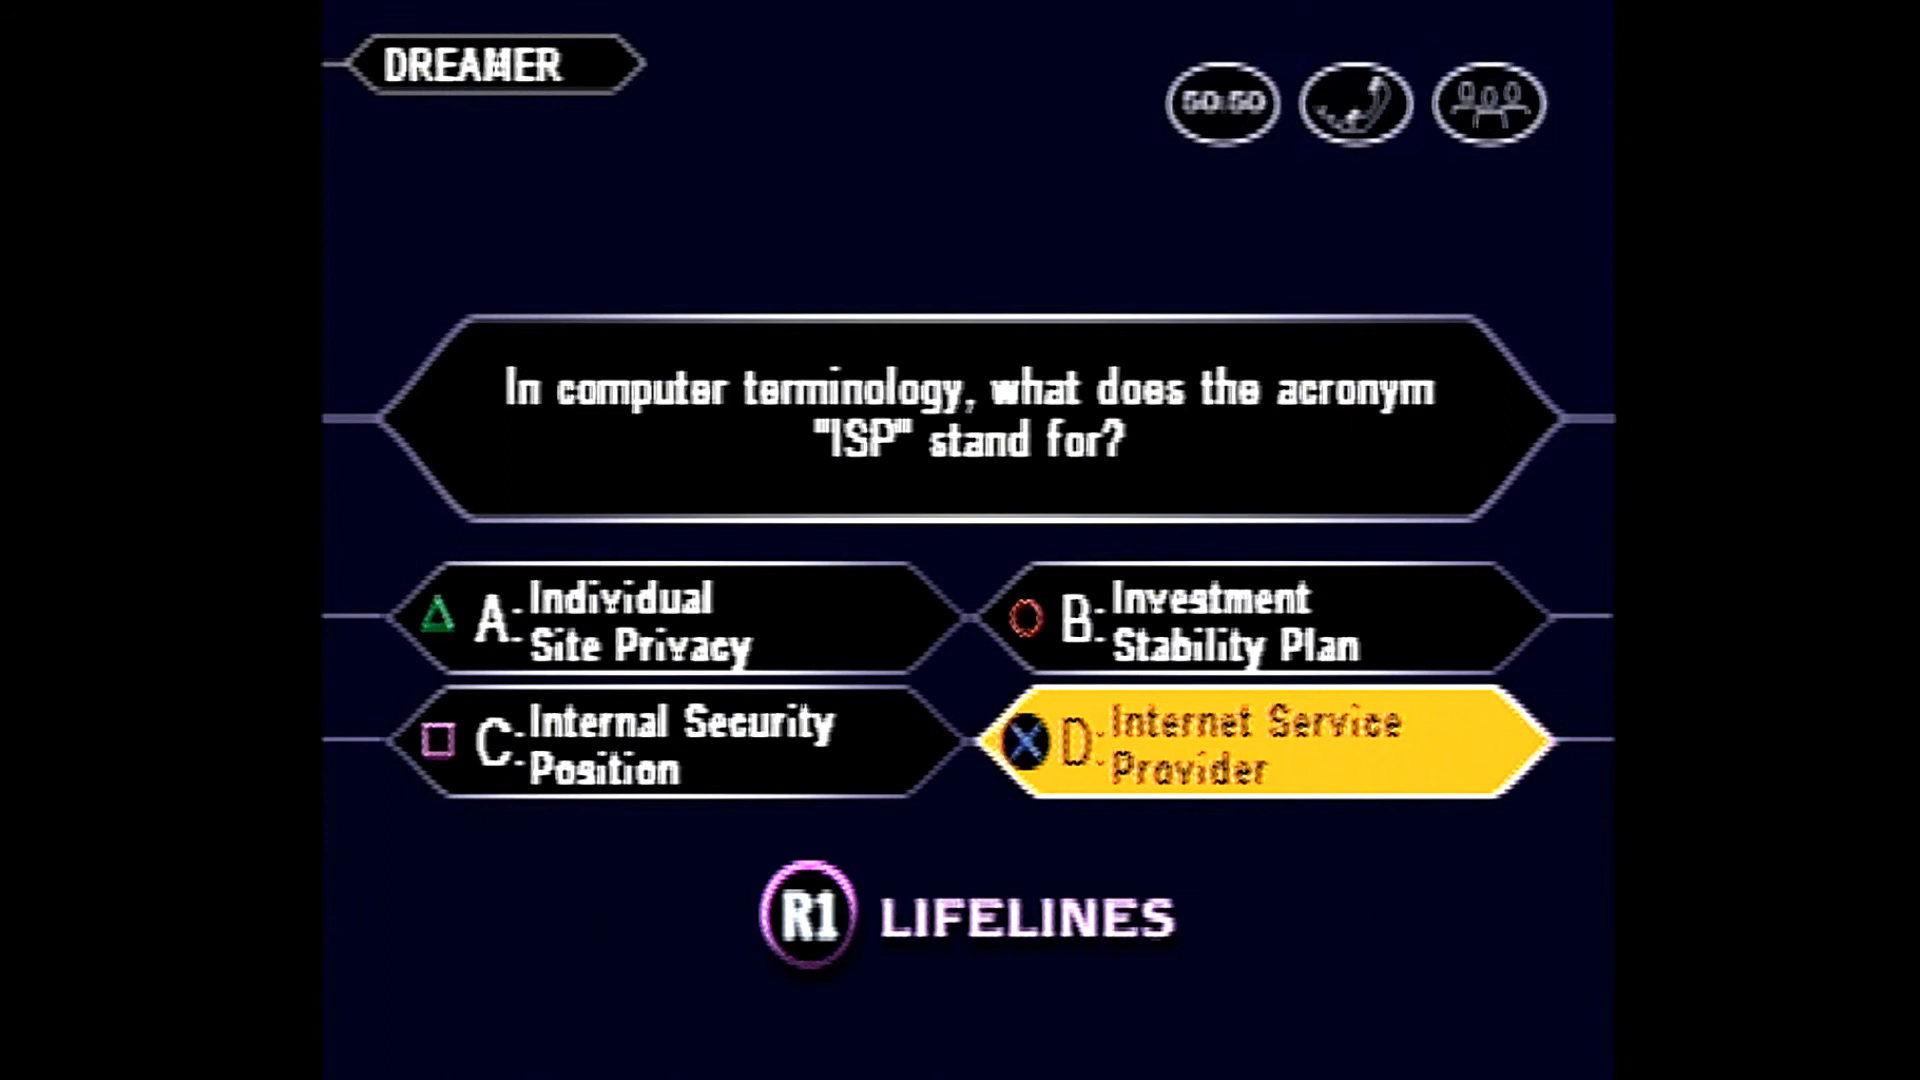 DREAMER
50:50
In computer terminology, what does the acronym
"ISP" stand for?
A: Individual
Site Privacy
B: Investment
Stability Plan
C: Internal Security
Position
D: Internet Service
Provider
R1 LIFELINES